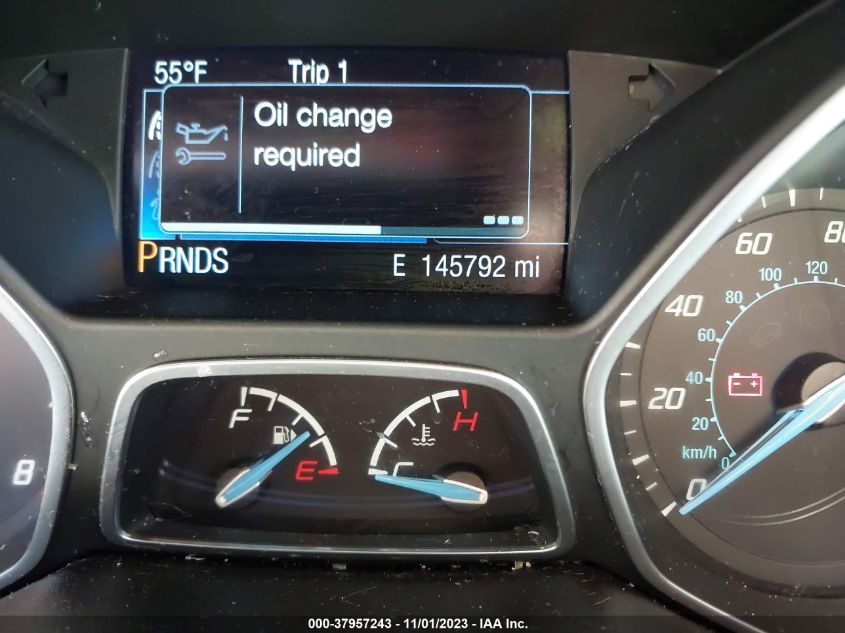 55°F Trip 1
Oil change
required
PRNDS E 145792 mi
F E
C H
8
0 20 40 60 80
km/h 0 20 40 60 80 100 120
000-37957243 - 11/01/2023 - IAA Inc.